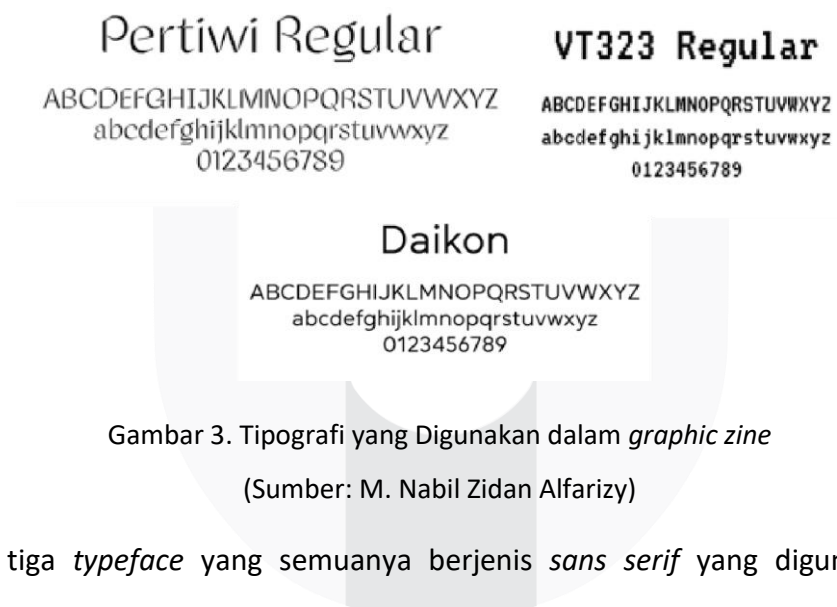 Pertiwi Regular
ABCDEFGHIJKLMNOPQRSTUVWXYZ
abcdefghijklmnopqrstuvwxyz
0123456789
VT323 Regular
ABCDEFGHIJKLMNOPQRSTUVWXYZ
abcdefghijklmnopqrstuvwxyz
0123456789
Daikon
ABCDEFGHIJKLMNOPQRSTUVWXYZ
abcdefghijklmnopqrstuvwxyz
0123456789
Gambar 3. Tipografi yang Digunakan dalam graphic zine
(Sumber: M. Nabil Zidan Alfarizy)
tiga typeface yang semuanya berjenis sans serif yang